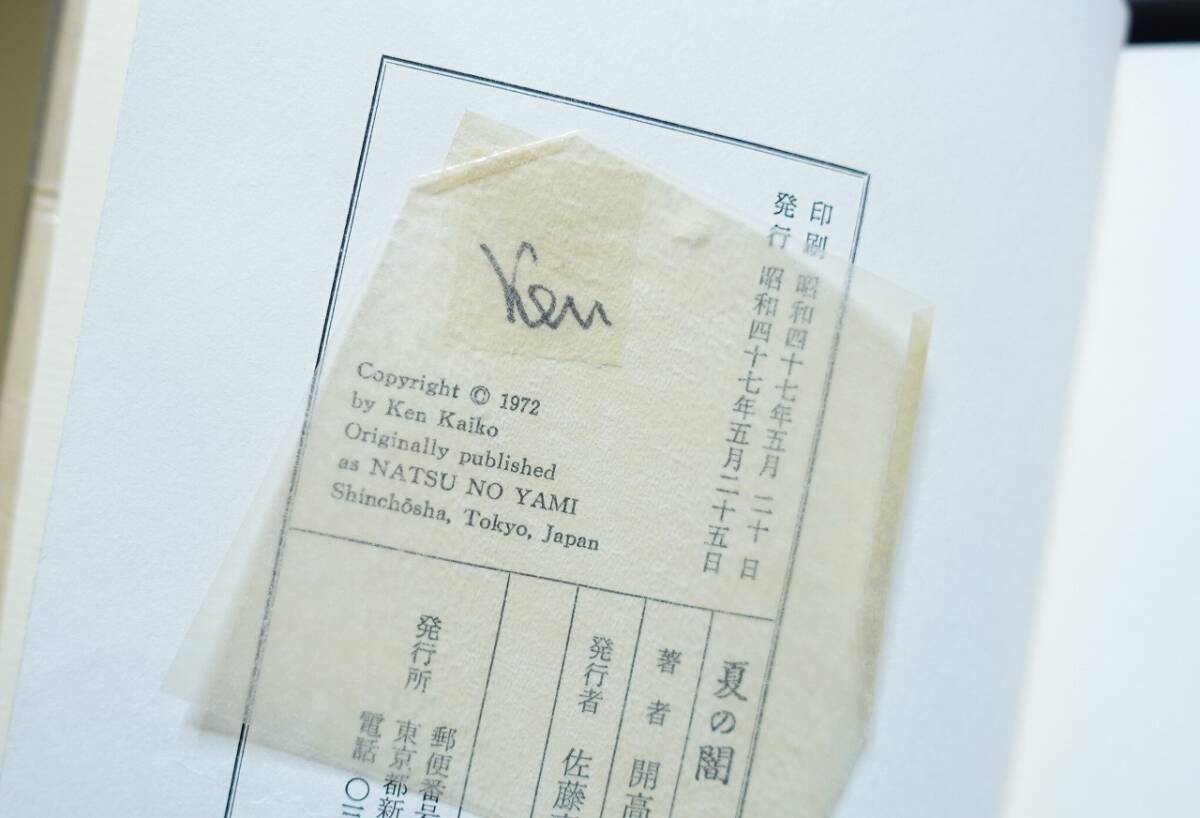 Ken
Copyright © 1972
by Ken Kaiko
Originally published
as NATSU NO YAMI
Shinchōsha, Tokyo, Japan
印刷 昭和四十七年五月 二十 日
発行 昭和四十七年五月二十五日
夏の闇
著 者 開高
発行者 佐藤
発行所
郵便番号
東京都新
電話 〇三